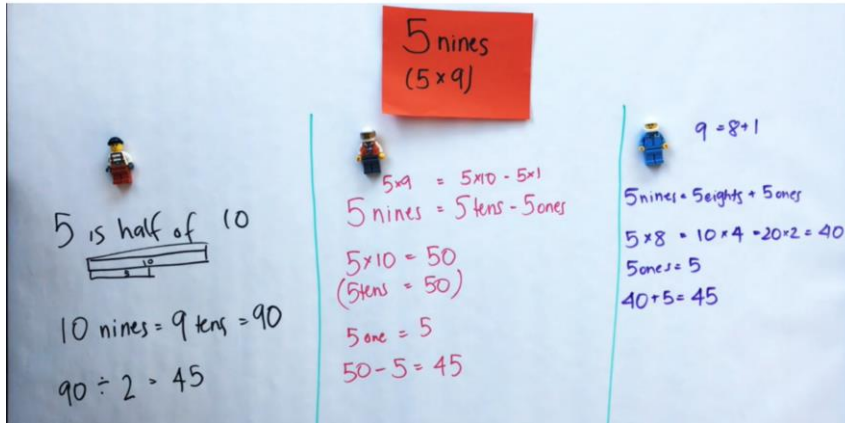 5 nines
(5 × 9)
5 is half of 10
10
5
10 nines = 9 tens = 90
90 ÷ 2 = 45
5×9 = 5×10 - 5×1
5 nines = 5 tens - 5 ones
5×10 = 50
(5 tens = 50)
5 one = 5
50 - 5 = 45
9 = 8+1
5 nines = 5 eights + 5 ones
5 × 8 = 10 × 4 = 20×2 = 40
5 ones = 5
40 + 5 = 45